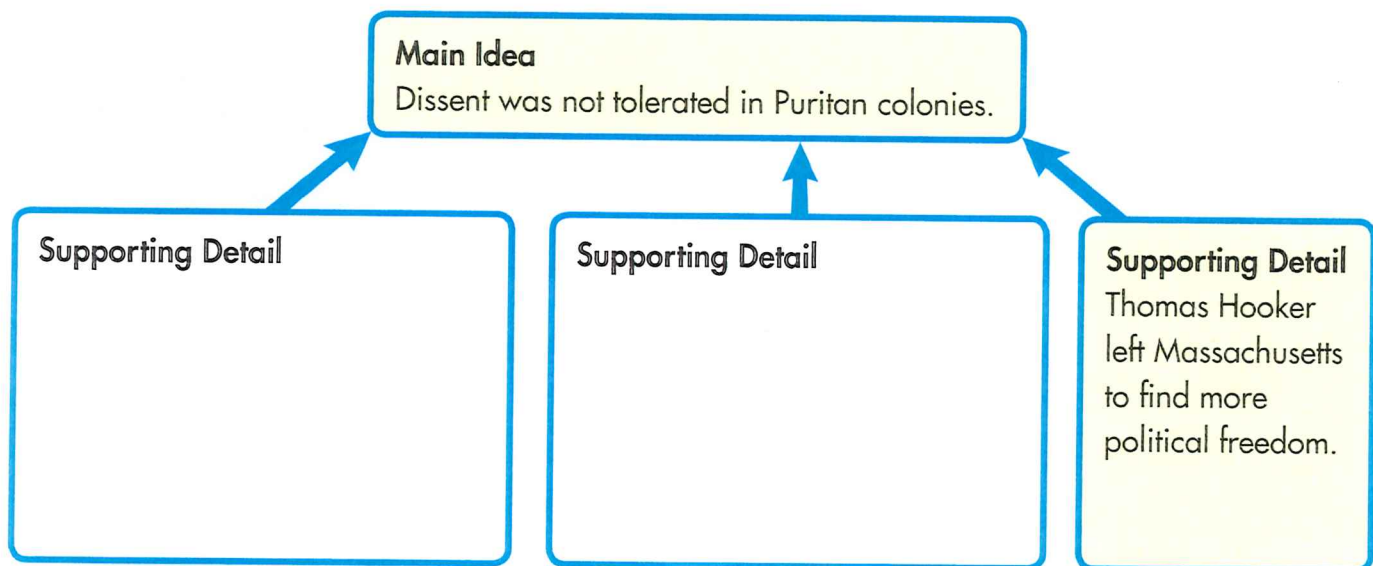 Main Idea
Dissent was not tolerated in Puritan colonies.
Supporting Detail
Supporting Detail
Supporting Detail
Thomas Hooker
left Massachusetts
to find more
political freedom.